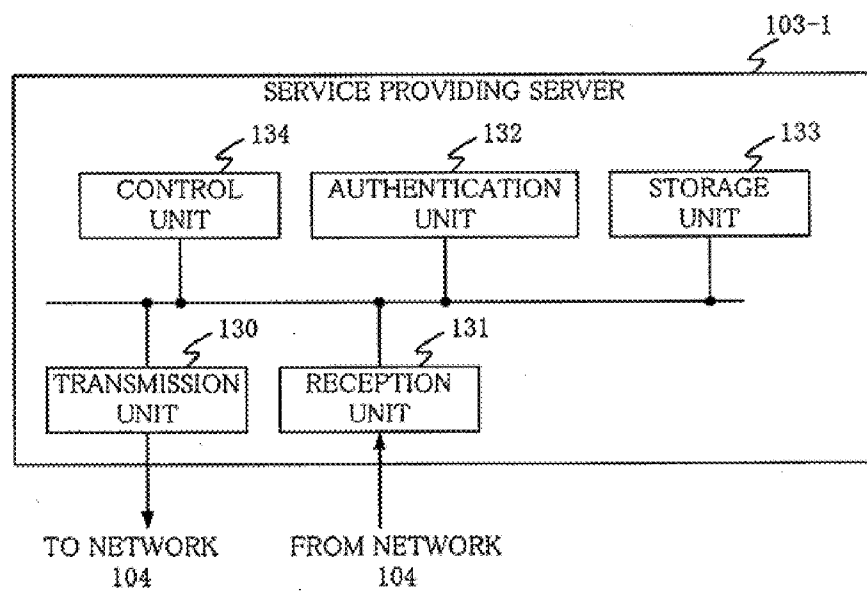 103-1
SERVICE PROVIDING SERVER
134
132
133
CONTROL
UNIT
AUTHENTICATION
UNIT
STORAGE
UNIT
130
131
TRANSMISSION
UNIT
RECEPTION
UNIT
TO NETWORK
104
FROM NETWORK
104